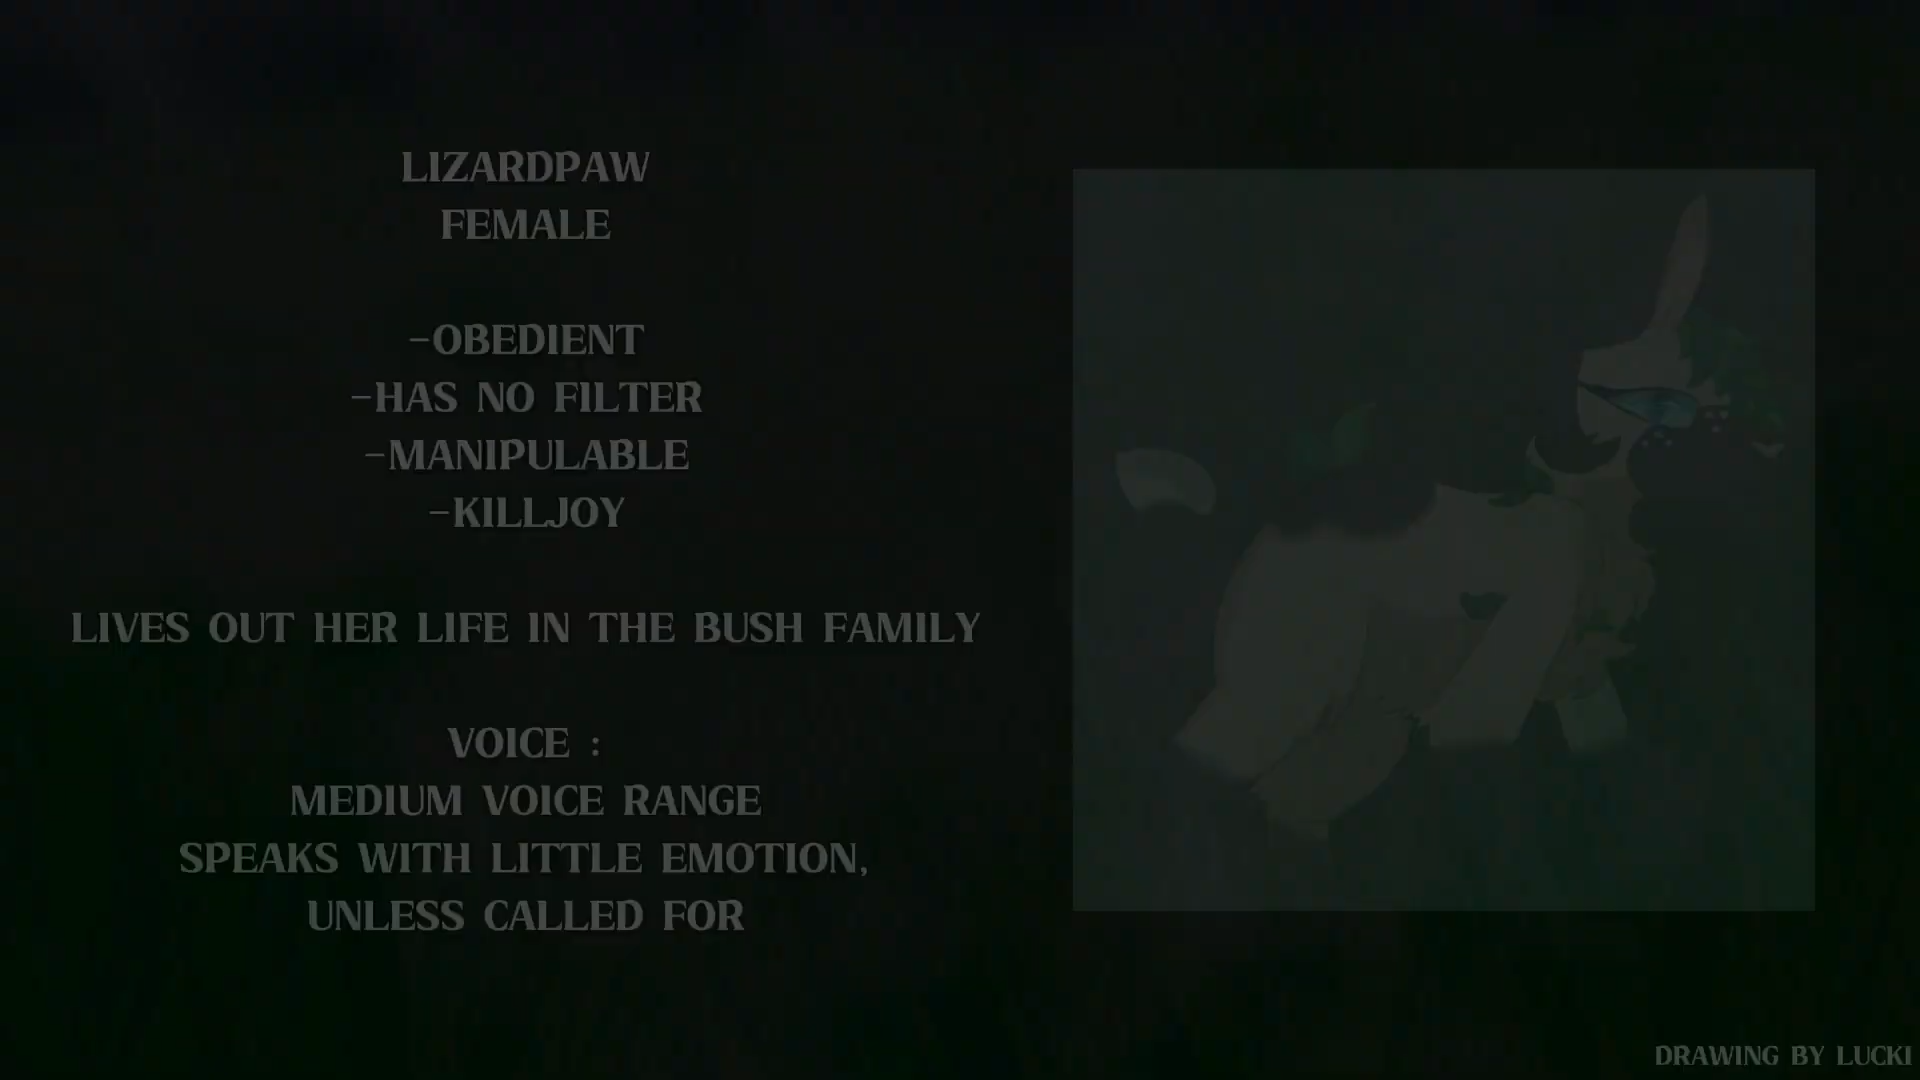 LIZARDPAW
FEMALE
-OBEDIENT
-HAS NO FILTER
-MANIPULABLE
-KILLJOY
LIVES OUT HER LIFE IN THE BUSH FAMILY
VOICE :
MEDIUM VOICE RANGE
SPEAKS WITH LITTLE EMOTION,
UNLESS CALLED FOR
DRAWING BY LUCKI